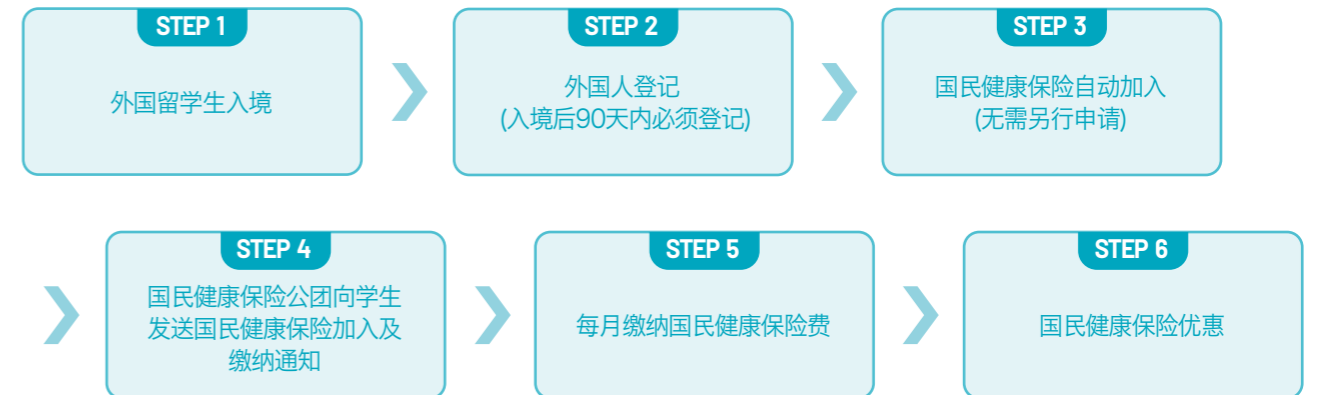 STEP 1
外国留学生入境
STEP 2
外国人登记
(入境后90天内必须登记)
STEP 3
国民健康保险自动加入
(无需另行申请)
STEP 4
国民健康保险公团向学生
发送国民健康保险加入及
缴纳通知
STEP 5
每月缴纳国民健康保险费
STEP 6
国民健康保险优惠